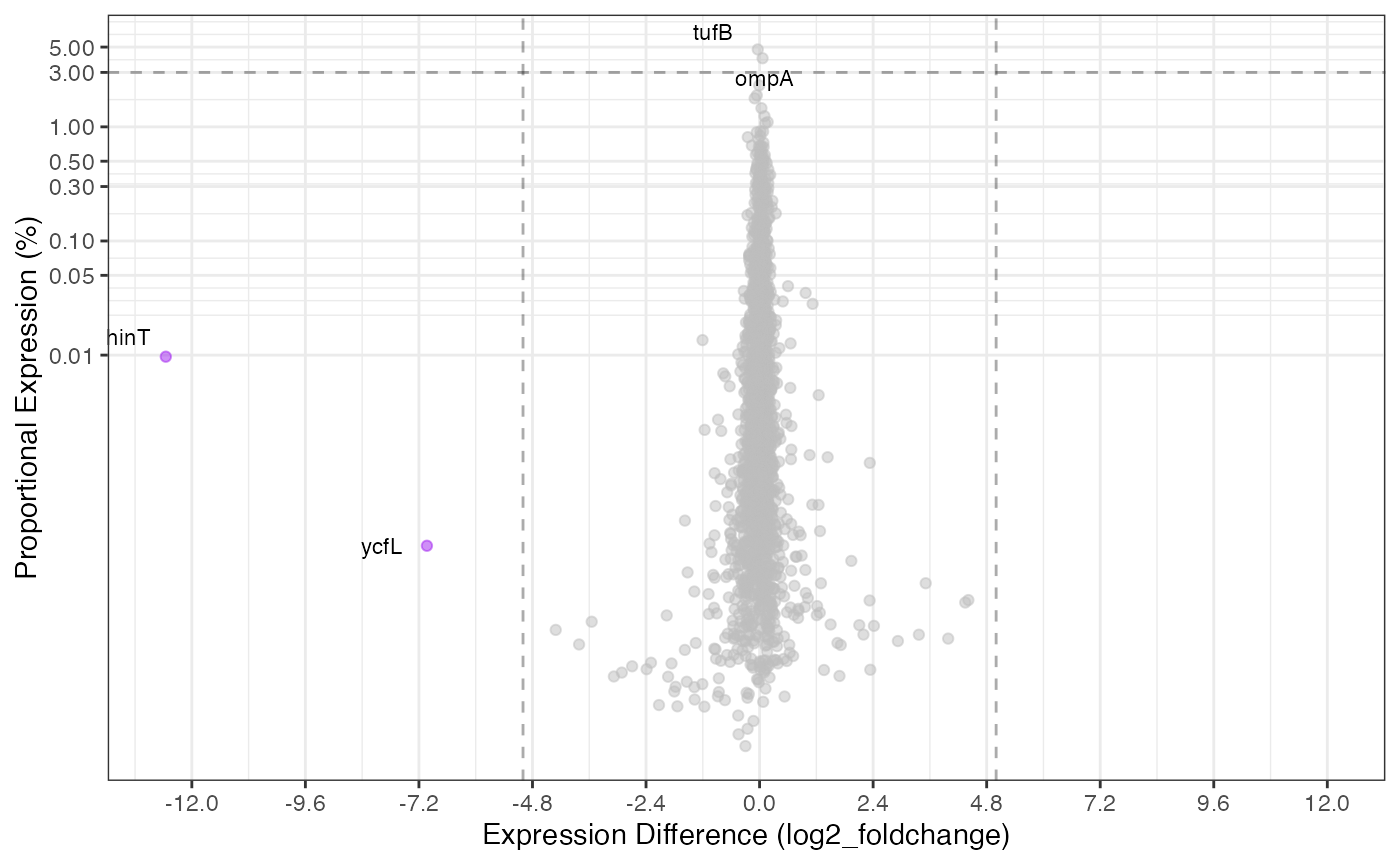 tufB
ompA
hinT
ycfL
5.00
3.00
1.00
0.50
0.30
0.10
0.05
0.01
Proportional Expression (%)
-12.0 -9.6 -7.2 -4.8 -2.4 0.0 2.4 4.8 7.2 9.6 12.0
Expression Difference (log2_foldchange)